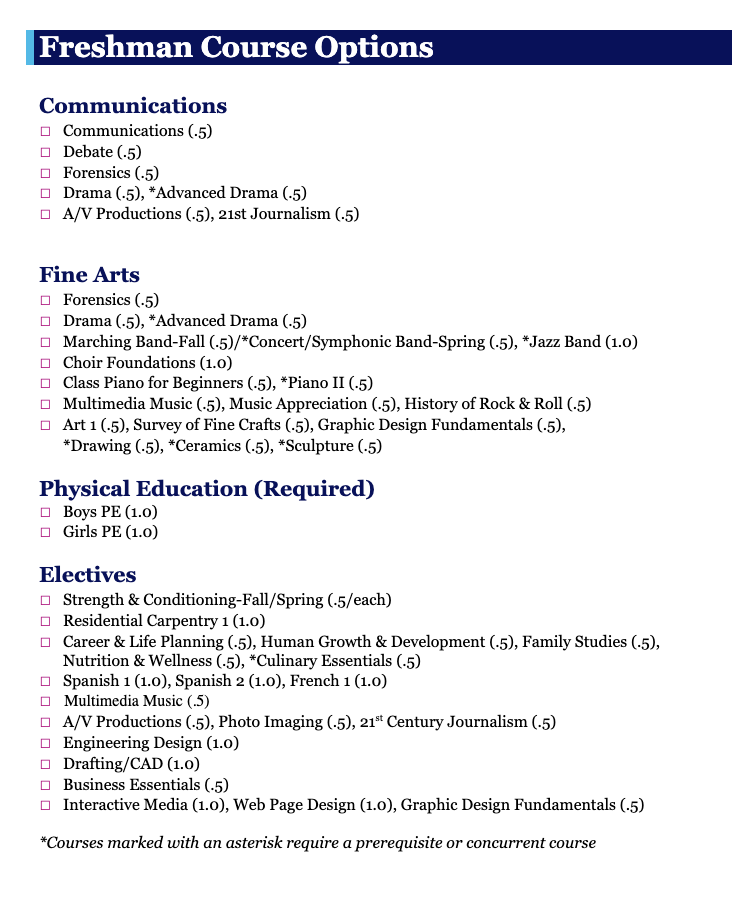 Freshman Course Options
Communications
☐ Communications (.5)
☐ Debate (.5)
☐ Forensics (.5)
☐ Drama (.5), *Advanced Drama (.5)
☐ A/V Productions (.5), 21st Journalism (.5)
Fine Arts
☐ Forensics (.5)
☐ Drama (.5), *Advanced Drama (.5)
☐ Marching Band-Fall (.5)/*Concert/Symphonic Band-Spring (.5), *Jazz Band (1.0)
☐ Choir Foundations (1.0)
☐ Class Piano for Beginners (.5), *Piano II (.5)
☐ Multimedia Music (.5), Music Appreciation (.5), History of Rock & Roll (.5)
☐ Art 1 (.5), Survey of Fine Crafts (.5), Graphic Design Fundamentals (.5),
*Drawing (.5), *Ceramics (.5), *Sculpture (.5)
Physical Education (Required)
☐ Boys PE (1.0)
☐ Girls PE (1.0)
Electives
☐ Strength & Conditioning-Fall/Spring (.5/each)
☐ Residential Carpentry 1 (1.0)
☐ Career & Life Planning (.5), Human Growth & Development (.5), Family Studies (.5),
Nutrition & Wellness (.5), *Culinary Essentials (.5)
☐ Spanish 1 (1.0), Spanish 2 (1.0), French 1 (1.0)
☐ Multimedia Music (.5)
☐ A/V Productions (.5), Photo Imaging (.5), 21st Century Journalism (.5)
☐ Engineering Design (1.0)
☐ Drafting/CAD (1.0)
☐ Business Essentials (.5)
☐ Interactive Media (1.0), Web Page Design (1.0), Graphic Design Fundamentals (.5)
*Courses marked with an asterisk require a prerequisite or concurrent course